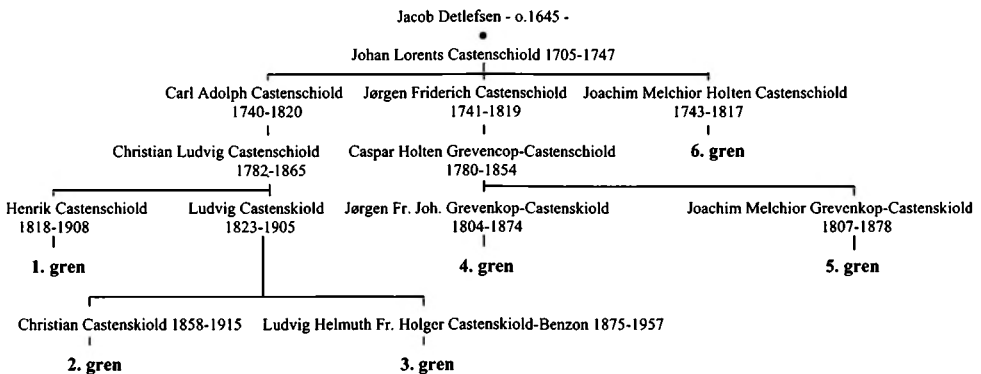 Jacob Detlefsen - o.1645 -
Johan Lorents Castenschiold 1705-1747
Carl Adolph Castenschiold Jørgen Friderich Castenschiold Joachim Melchior Holten Castenschiold
1740-1820 1741-1819 1743-1817
Christian Ludvig Castenschiold Caspar Holten Grevencop-Castenschiold 6. gren
1782-1865 1780-1854
Henrik Castenschiold Ludvig Castenskiold Jørgen Fr. Joh. Grevenkop-Castenskiold Joachim Melchior Grevenkop-Castenskiold
1818-1908 1823-1905 1804-1874 1807-1878
1. gren 4. gren 5. gren
Christian Castenskiold 1858-1915 Ludvig Helmuth Fr. Holger Castenskiold-Benzon 1875-1957
2. gren 3. gren